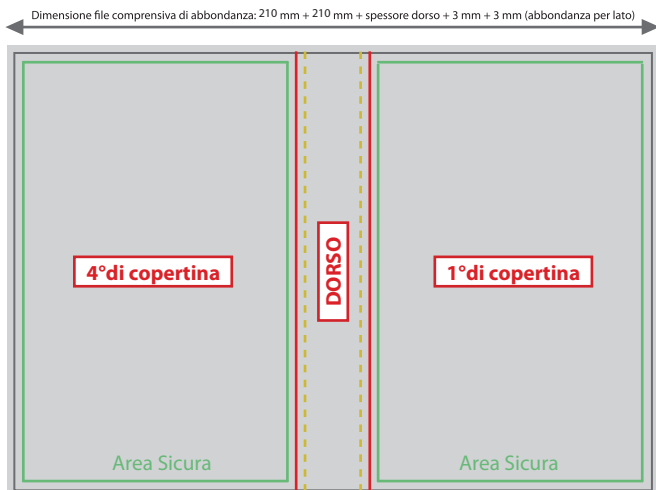 Dimensione file comprensiva di abbondanza: 210 mm + 210 mm + spessore dorso + 3 mm + 3 mm (abbondanza per lato)
4°di copertina
DORSO
1°di copertina
Area Sicura
Area Sicura